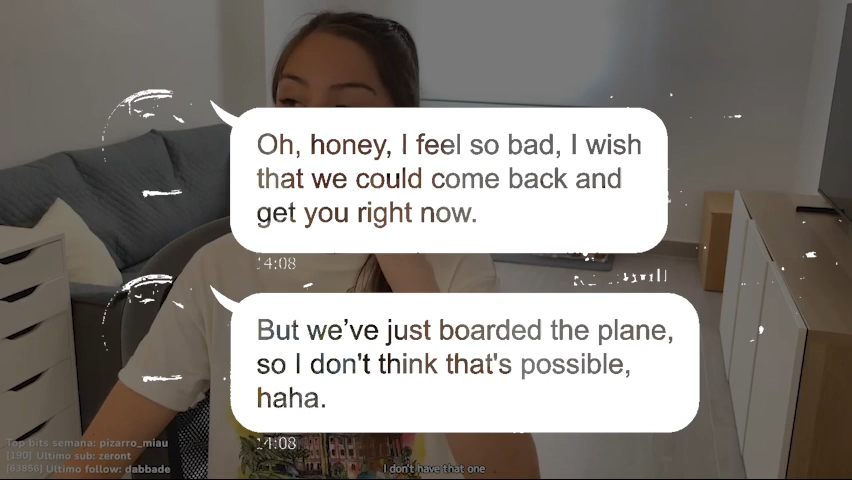 Oh, honey, I feel so bad, I wish
that we could come back and
get you right now.
14:08
But we’ve just boarded the plane,
so I don't think that's possible,
haha.
14:08
Top bits semana: pizarro_miau
[190] Ultimo sub: zeront
[63850] Ultimo follow: dabbade
I don't have that one